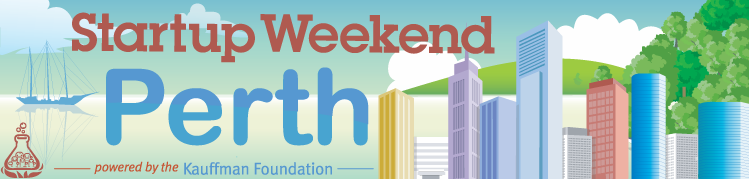 Startup Weekend
Perth
powered by the Kauffman Foundation